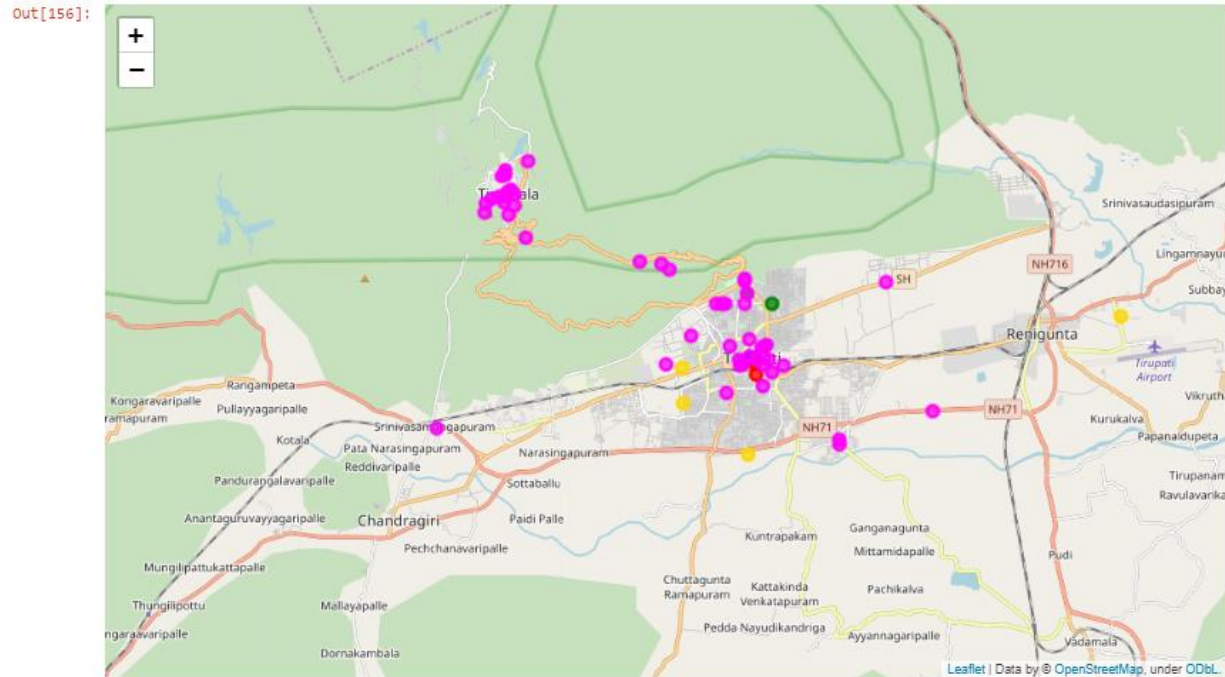 Out[156]:
+
−
Srinivasaudasipuram
Lingamnayu
NH716
SH
Subbay
Renigunta
Tirupati
Airport
Rangampeta
Kongaravaripalle
ramapuram
Pullayyagaripalle
Vikrutha
NH71
NH71
Kurukalva
Papanaidupeta
Kotala
Pata Narasingapuram
Reddivaripalle
Narasingapuram
Pandurangalavaripalle
Sottaballu
Tirupanam
Ravulavarika
Anantaguruvayyagaripalle
Chandragiri
Paidi Palle
Ganganagunta
Kuntrapakam
Mittamidapalle
Pechchanavaripalle
Pudi
Mungilipattukattapalle
Chuttagunta
Ramapuram
Kattakinda
Venkatapuram
Pachikalva
Thungilipottu
Mallayapalle
Pedda Nayudikandriga
Ayyannagaripalle
ngaraavaripalle
Vadamala
Dornakambala
Leaflet | Data by © OpenStreetMap, under ODbL.